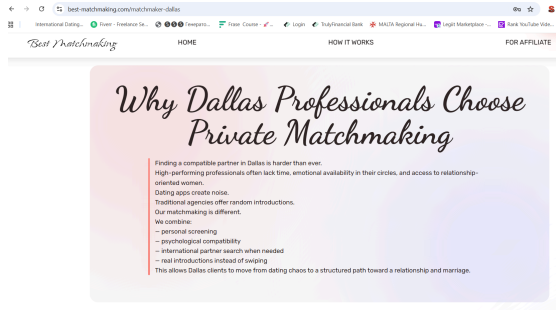 best-matchmaking.com/matchmaker-dallas
International Dating...
Fiverr - Freelance Se...
Fraser Course - 🚀...
Login
TrulyFinancial Bank
MALTA Regional Hu...
Legiit Marketplace -...
Rank YouTube Vide...
Best Matchmaking
HOME
HOW IT WORKS
FOR AFFILIATE
Why Dallas Professionals Choose
Private Matchmaking
Finding a compatible partner in Dallas is harder than ever.
High-performing professionals often lack time, emotional availability in their circles, and access to relationship-
oriented women.
Dating apps create noise.
Traditional agencies offer random introductions.
Our matchmaking is different.
We combine:
— personal screening
— psychological compatibility
— international partner search when needed
— real introductions instead of swiping
This allows Dallas clients to move from dating chaos to a structured path toward a relationship and marriage.